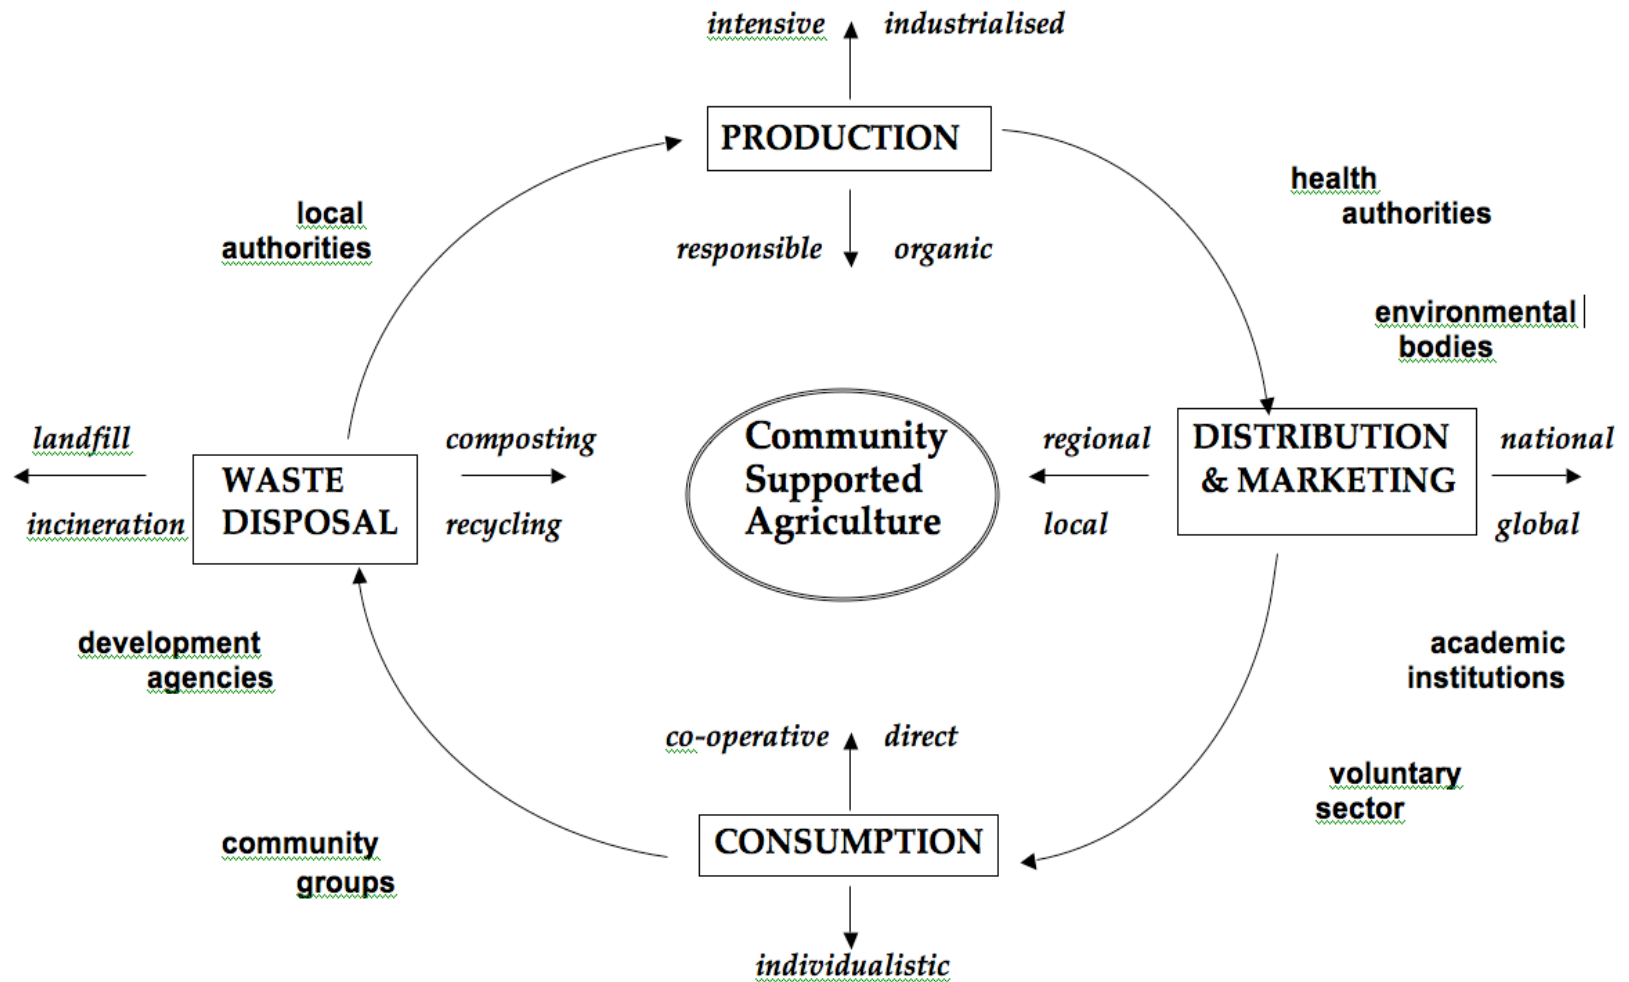 intensive industrialised
PRODUCTION
responsible organic
local
authorities
health
authorities
environmental
bodies
landfill
incineration
WASTE
DISPOSAL
composting
recycling
Community
Supported
Agriculture
regional
local
DISTRIBUTION
& MARKETING
national
global
development
agencies
academic
institutions
co-operative direct
voluntary
sector
CONSUMPTION
community
groups
individualistic